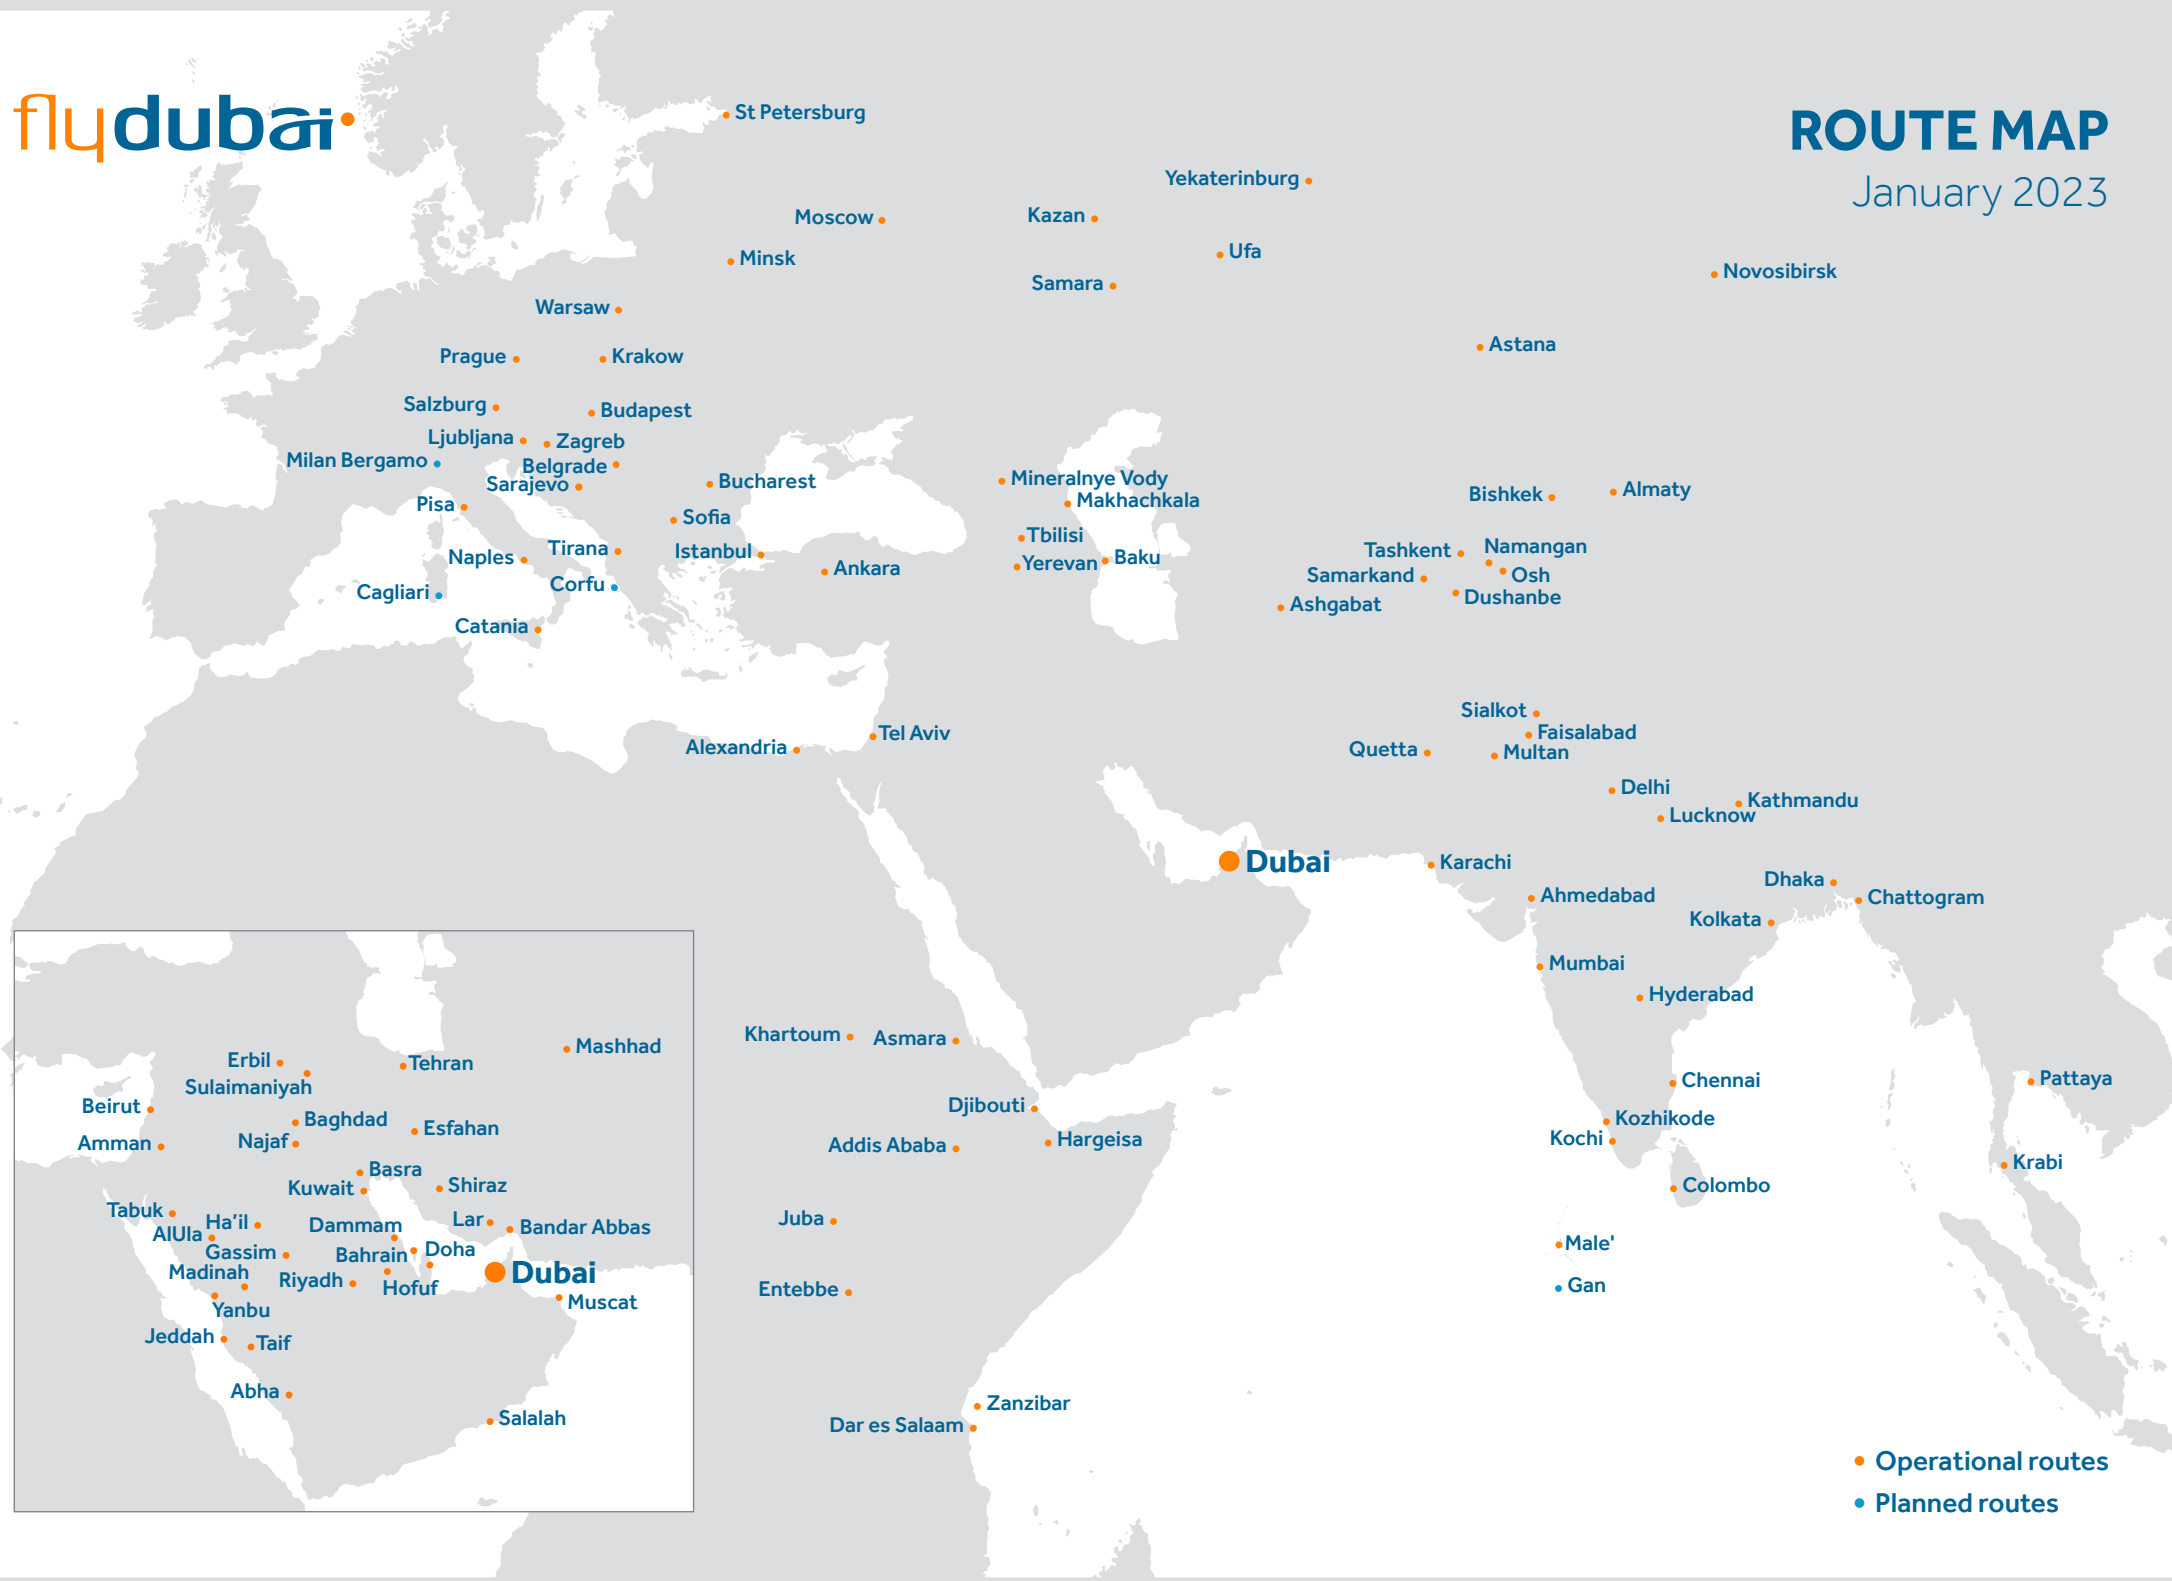 flydubai
ROUTE MAP
January 2023
St Petersburg
Yekaterinburg
Moscow
Kazan
Minsk
Ufa
Novosibirsk
Samara
Warsaw
Astana
Prague
Krakow
Salzburg
Budapest
Ljubljana
Zagreb
Milan Bergamo
Belgrade
Sarajevo
Bucharest
Mineralnye Vody
Makhachkala
Bishkek
Almaty
Pisa
Sofia
Tbilisi
Istanbul
Tirana
Naples
Yerevan
Baku
Ankara
Tashkent
Namangan
Samarkand
Osh
Corfu
Cagliari
Dushanbe
Ashgabat
Catania
Sialkot
Faisalabad
Tel Aviv
Alexandria
Quetta
Multan
Delhi
Kathmandu
Lucknow
Dubai
Karachi
Dhaka
Ahmedabad
Chattogram
Kolkata
Mumbai
Hyderabad
Khartoum
Asmara
Chennai
Pattaya
Djibouti
Kozhikode
Kochi
Addis Ababa
Hargeisa
Krabi
Colombo
Juba
Male'
Entebbe
Gan
Zanzibar
Dar es Salaam
Mashhad
Erbil
Tehran
Sulaimaniyah
Beirut
Baghdad
Esfahan
Amman
Najaf
Basra
Kuwait
Shiraz
Tabuk
Ha'il
Dammam
Lar
Bandar Abbas
AlUla
Gassim
Bahrain
Doha
Madinah
Riyadh
Hofuf
Dubai
Yanbu
Muscat
Jeddah
Taif
Abha
Salalah
Operational routes
Planned routes